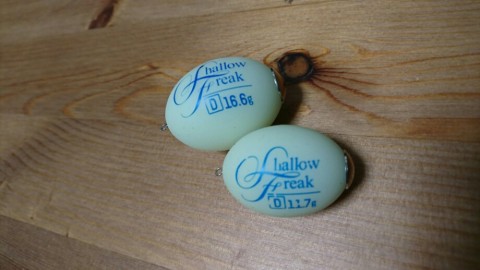 Shallow
Freak
D 16.6g
Shallow
Freak
D 11.7g